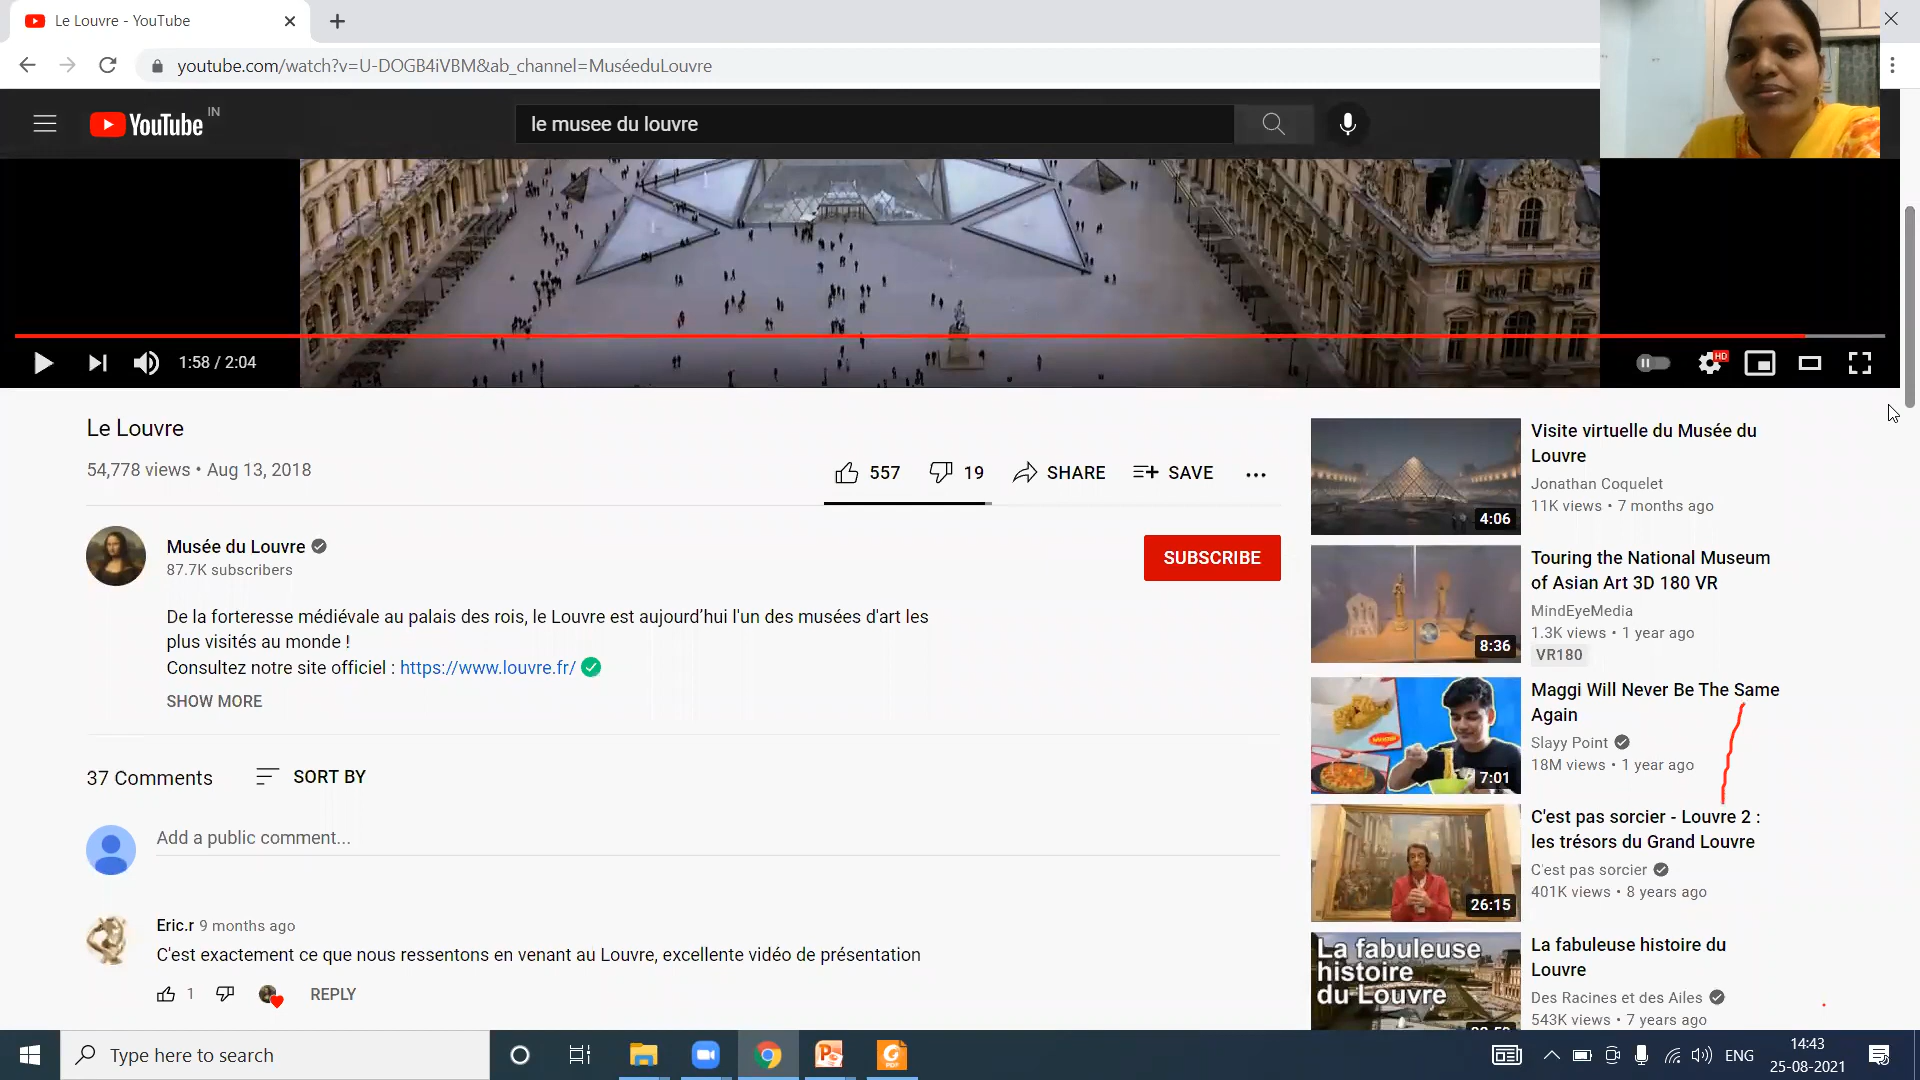 Le Louvre - YouTube
youtube.com/watch?v=U-DOGB4iVBM&ab_channel=MuséeduLouvre
YouTube IN
le musee du louvre
1:58 / 2:04
HD
Le Louvre
54,778 views • Aug 13, 2018
557
19
SHARE
SAVE
Musée du Louvre
87.7K subscribers
SUBSCRIBE
De la forteresse médiévale au palais des rois, le Louvre est aujourd’hui l'un des musées d'art les
plus visités au monde !
Consultez notre site officiel : https://www.louvre.fr/
SHOW MORE
37 Comments
SORT BY
Add a public comment...
Eric.r 9 months ago
C'est exactement ce que nous ressentons en venant au Louvre, excellente vidéo de présentation
1
REPLY
4:06
Visite virtuelle du Musée du
Louvre
Jonathan Coquelet
11K views • 7 months ago
8:36
Touring the National Museum
of Asian Art 3D 180 VR
MindEyeMedia
1.3K views • 1 year ago
VR180
7:01
Maggi Will Never Be The Same
Again
Slayy Point
18M views • 1 year ago
26:15
C'est pas sorcier - Louvre 2 :
les trésors du Grand Louvre
C'est pas sorcier
401K views • 8 years ago
La fabuleuse
histoire
du Louvre
La fabuleuse histoire du
Louvre
Des Racines et des Ailes
543K views • 7 years ago
Type here to search
ENG
14:43
25-08-2021